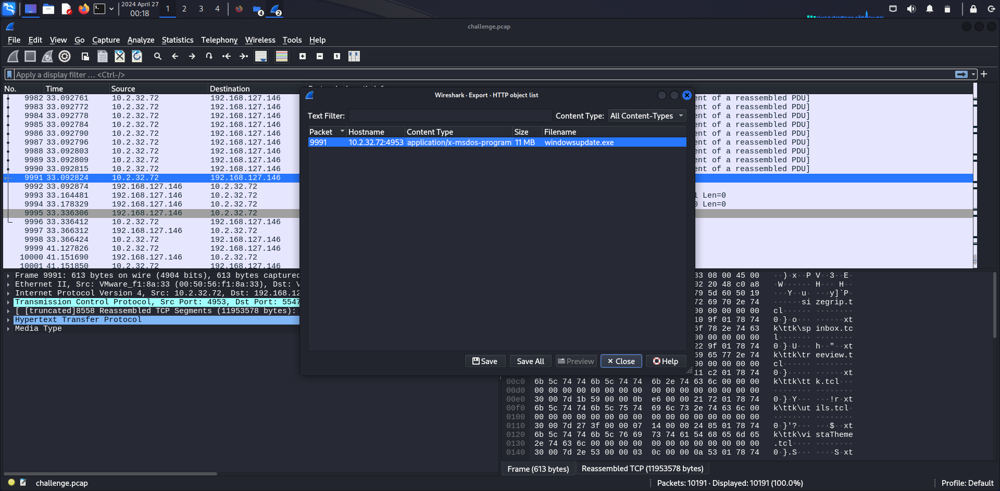 2024 April 27
00:18
1 2 3 4
4
2
challenge.pcap
File Edit View Go Capture Analyze Statistics Telephony Wireless Tools Help
Apply a display filter … <Ctrl-/>
No. Time Source Destination
9982 33.092761 10.2.32.72 192.168.127.146 ent of a reassembled PDU]
9983 33.092772 10.2.32.72 192.168.127.146 ent of a reassembled PDU]
9984 33.092778 10.2.32.72 192.168.127.146 ent of a reassembled PDU]
9985 33.092784 10.2.32.72 192.168.127.146 ent of a reassembled PDU]
9986 33.092790 10.2.32.72 192.168.127.146 ent of a reassembled PDU]
9987 33.092796 10.2.32.72 192.168.127.146 ent of a reassembled PDU]
9988 33.092803 10.2.32.72 192.168.127.146 ent of a reassembled PDU]
9989 33.092809 10.2.32.72 192.168.127.146 ent of a reassembled PDU]
9990 33.092815 10.2.32.72 192.168.127.146 ent of a reassembled PDU]
9991 33.092824 10.2.32.72 192.168.127.146
9992 33.092874 192.168.127.146 10.2.32.72
9993 33.164481 192.168.127.146 10.2.32.72 1 Len=0
9994 33.178329 192.168.127.146 10.2.32.72 0 Len=0
9995 33.336306 192.168.127.146 10.2.32.72
9996 33.336412 10.2.32.72 192.168.127.146
9997 33.366312 192.168.127.146 10.2.32.72
9998 33.366424 10.2.32.72 192.168.127.146
9999 41.127826 10.2.32.72 192.168.127.146
10000 41.151690 192.168.127.146 10.2.32.72
10001 41.151850 10.2.32.72 192.168.127.146
Wireshark · Export · HTTP object list
Text Filter:
Content Type: All Content-Types
Packet Hostname Content Type Size Filename
9991 10.2.32.72:4953 application/x-msdos-program 11 MB windowsupdate.exe
Save Save All Preview Close Help
Frame 9991: 613 bytes on wire (4904 bits), 613 bytes captured
Ethernet II, Src: VMware_f1:8a:33 (00:50:56:f1:8a:33), Dst: V
Internet Protocol Version 4, Src: 10.2.32.72, Dst: 192.168.12
Transmission Control Protocol, Src Port: 4953, Dst Port: 5547
[ [truncated]8558 Reassembled TCP Segments (11953578 bytes):
Hypertext Transfer Protocol
Media Type
33 08 00 45 00 ··)x··PV··3··E·
02 20 48 c0 a8 ·W······H···H··
79 5d 60 50 19 ···Y·u····y]`P·
72 69 70 2e 74 ······si zegrip.t
00 00 00 00 00 cl······ ········
10 9f 01 78 74 0·}·o··· ·····xt
6f 78 2e 74 63 k\ttk\sp inbox.tc
00 00 00 00 00 l······· ········
22 9f 01 78 74 0·}·U··· h··"··xt
69 65 77 2e 74 k\ttk\tr eeview.t
00 00 00 00 00 cl······ ········
11 c2 01 78 74 0·}····· ······xt
00c0 6b 5c 74 74 6b 5c 74 74 6b 2e 74 63 6c 00 00 00 k\ttk\tt k.tcl···
00d0 00 00 00 00 00 00 00 00 00 00 00 00 00 00 00 00 ········ ········
00e0 30 00 7d 1b 59 00 00 0b e6 00 00 21 72 01 78 74 0·}·Y··· ···!r·xt
00f0 6b 5c 74 74 6b 5c 75 74 69 6c 73 2e 74 63 6c 00 k\ttk\ut ils.tcl·
0100 00 00 00 00 00 00 00 00 00 00 00 00 00 00 00 00 ········ ········
0110 30 00 7d 27 3f 00 00 07 14 00 00 24 85 01 78 74 0·}'?··· ···$··xt
0120 6b 5c 74 74 6b 5c 76 69 73 74 61 54 68 65 6d 65 k\ttk\vi staTheme
0130 2e 74 63 6c 00 00 00 00 00 00 00 00 00 00 00 00 .tcl···· ········
0140 30 00 7d 2e 53 00 00 03 0c 00 00 0a 53 01 78 74 0·}.S··· ····S·xt
Frame (613 bytes) Reassembled TCP (11953578 bytes)
challenge.pcap
Packets: 10191 · Displayed: 10191 (100.0%)
Profile: Default